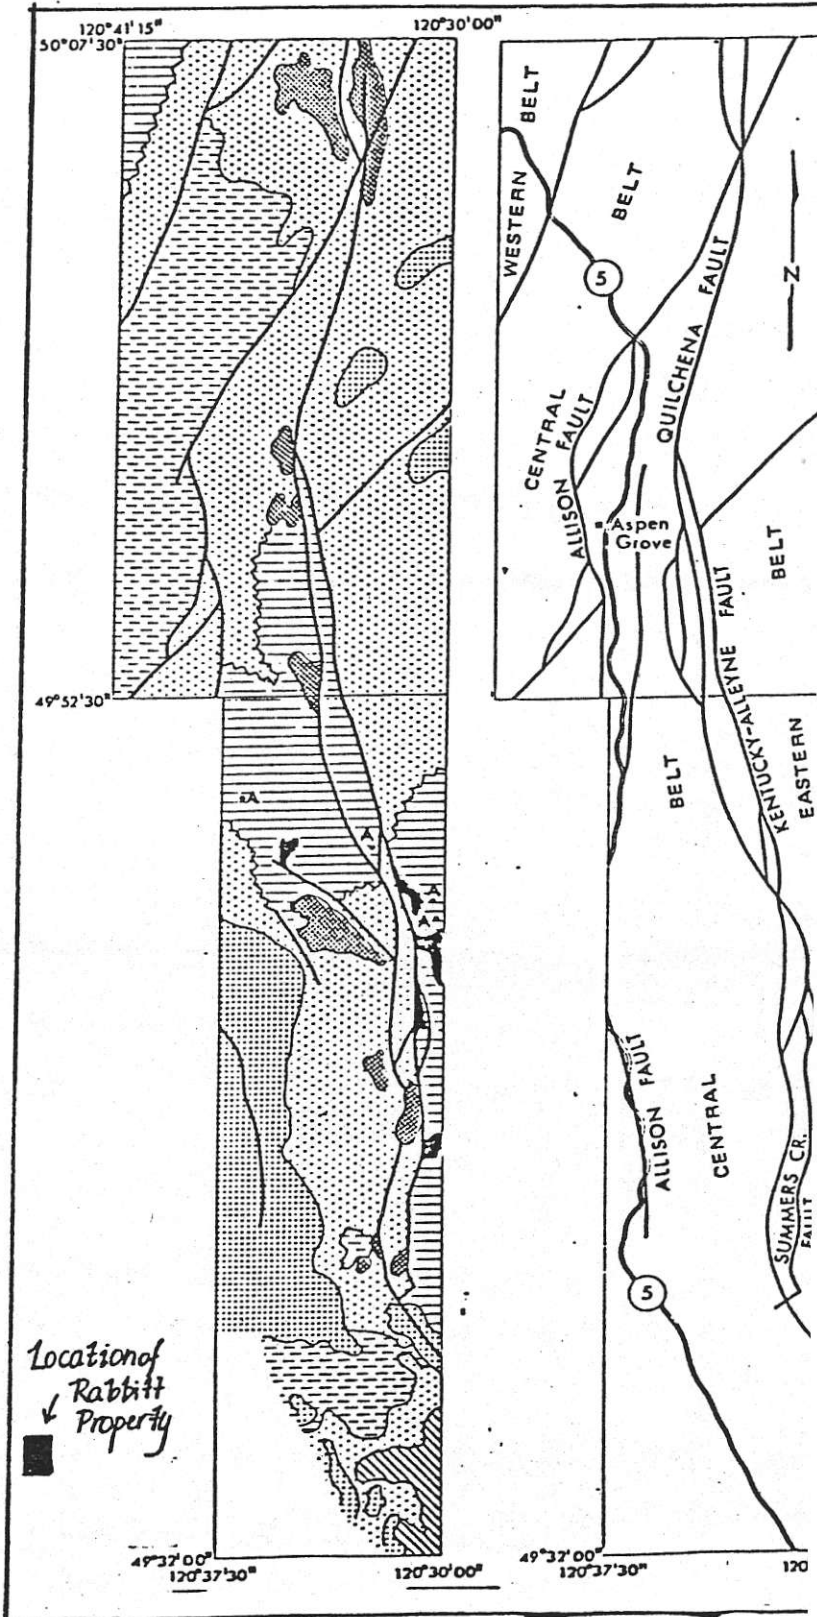 120°41'15"
50°07'30"
120°30'00"
49°52'30"
A
A
A
A
Location of
Rabbitt
Property
49°37'00"
120°37'30"
120°30'00"
WESTERN
BELT
BELT
5
N
QUILCHENA FAULT
CENTRAL
ALLISON FAULT
Aspen
Grove
BELT
KENTUCKY-ALLEYNE FAULT
BELT
EASTERN
ALLISON FAULT
CENTRAL
SUMMERS CR.
FAULT
5
49°37'00"
120°37'30"
120